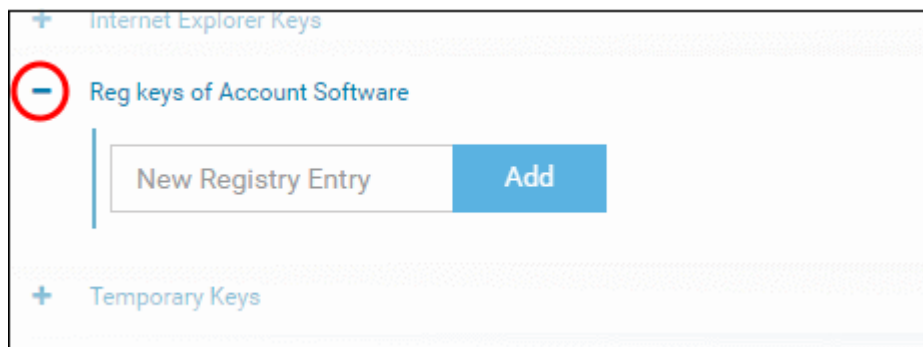 Internet Explorer Keys
Reg keys of Account Software
New Registry Entry
Add
Temporary Keys